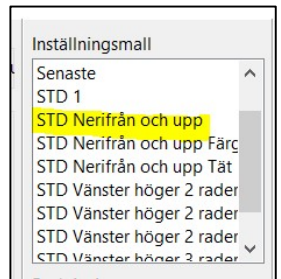 Inställningsmall
Senaste
STD 1
STD Nerifrån och upp
STD Nerifrån och upp Färg
STD Nerifrån och upp Tät
STD Vänster höger 2 rader
STD Vänster höger 2 rader
STD Vänster höger 2 rader
STD Vänster höger 3 rader